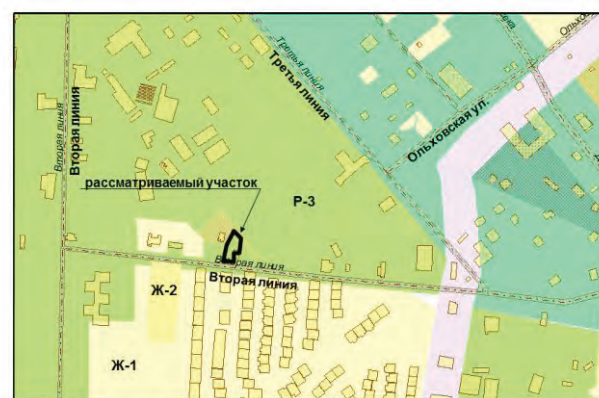 Третья линия
Третья линия
Ольховская ул.
Вторая линия
Вторая линия
рассматриваемый участок
Р-3
Вторая линия
Вторая линия
Ж-2
Ж-1